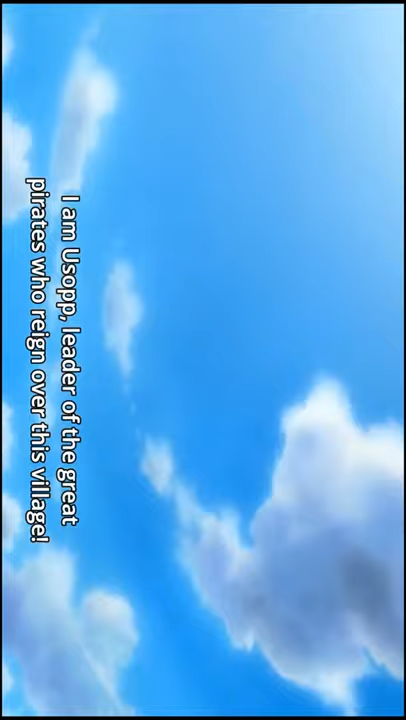 I am Usopp, leader of the great
pirates who reign over this village!